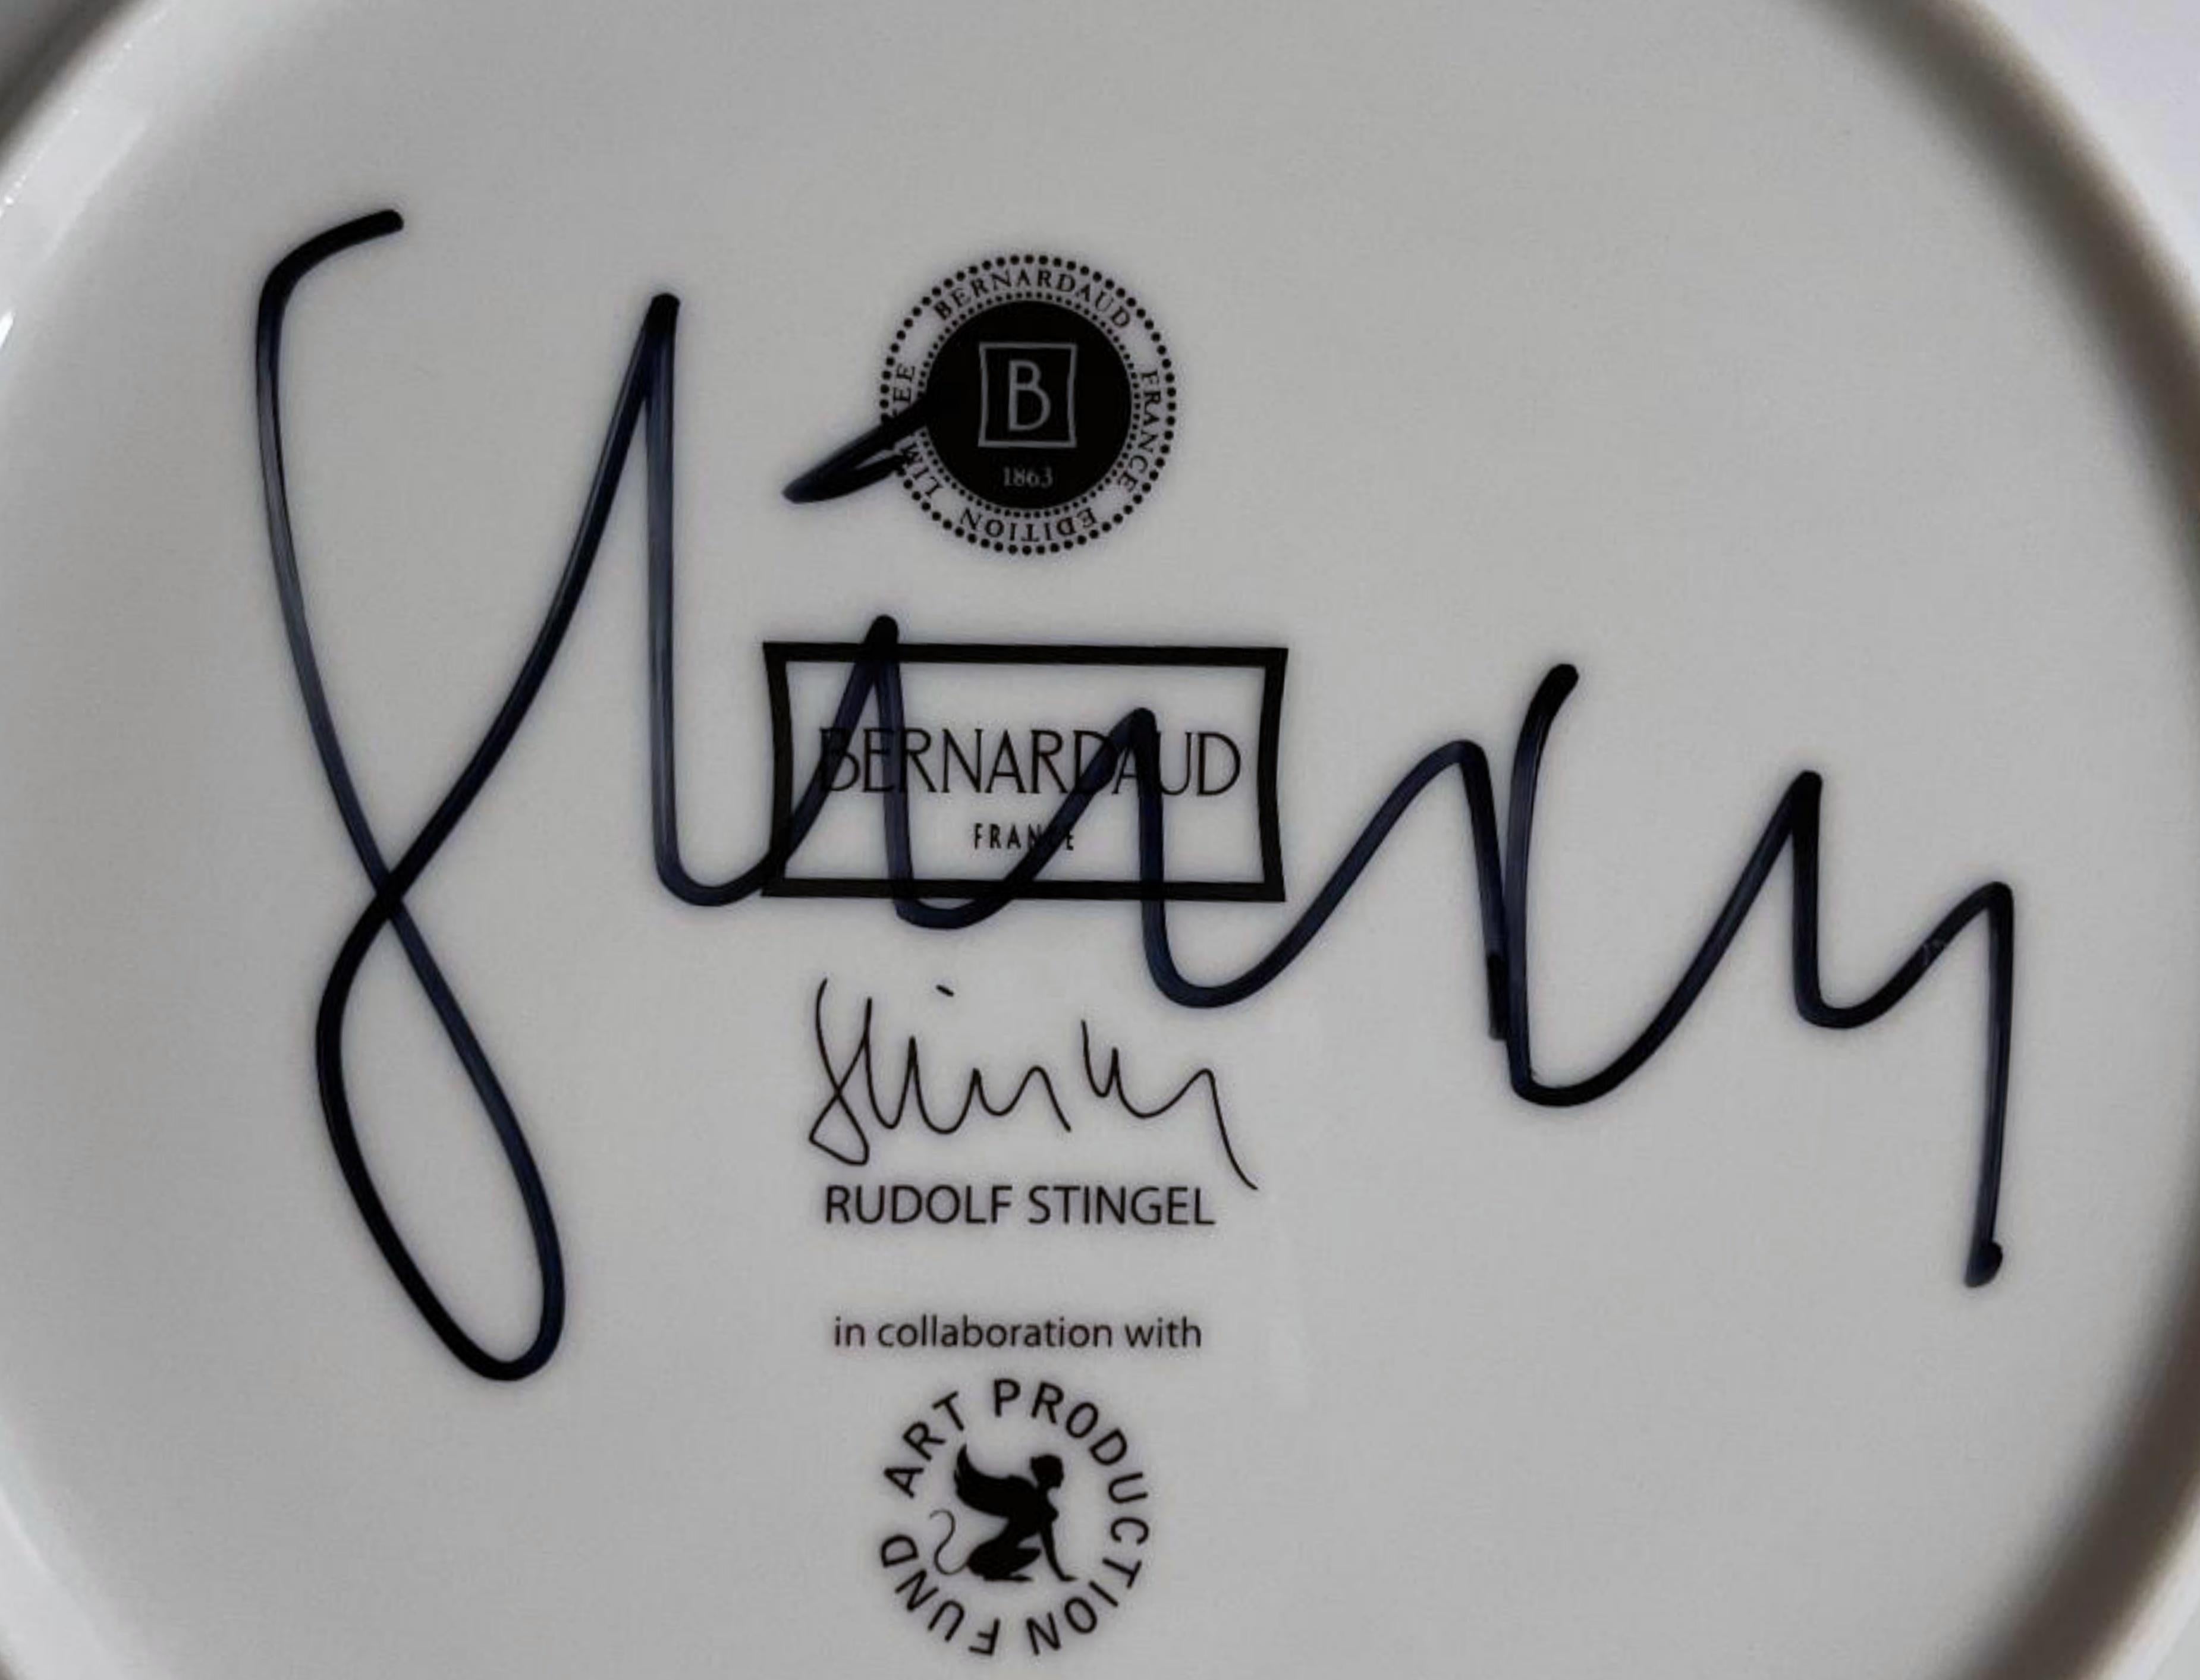 BERNARDAUD FRANCE EDITION LIMITEE
B
1863
BERNARDAUD
FRANCE
RUDOLF STINGEL
in collaboration with
ART PRODUCTION FUND